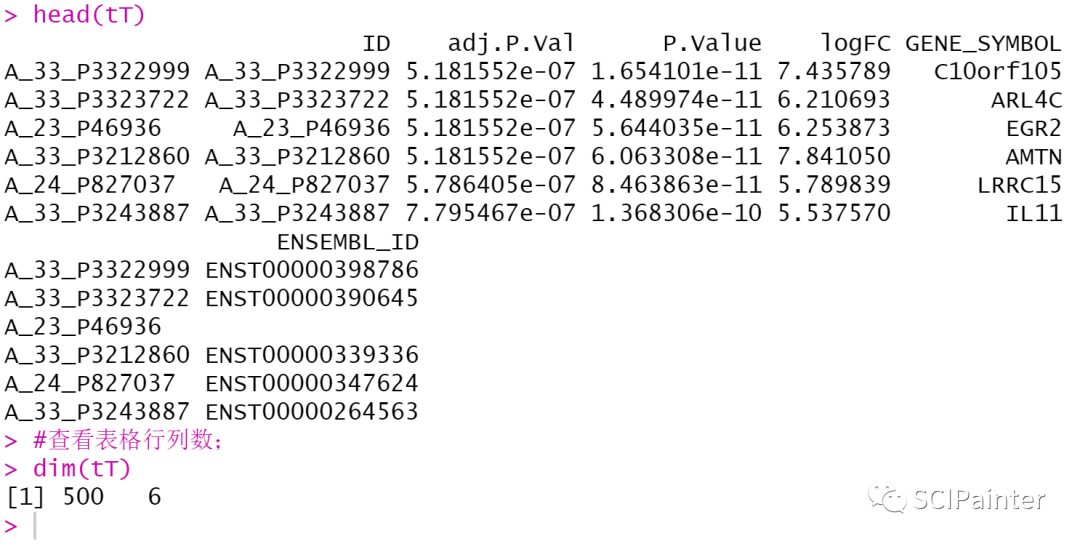 > head(tT)
ID adj.P.Val P.Value logFC GENE_SYMBOL
A_33_P3322999 A_33_P3322999 5.181552e-07 1.654101e-11 7.435789 C10orf105
A_33_P3323722 A_33_P3323722 5.181552e-07 4.489974e-11 6.210693 ARL4C
A_23_P46936 A_23_P46936 5.181552e-07 5.644035e-11 6.253873 EGR2
A_33_P3212860 A_33_P3212860 5.181552e-07 6.063308e-11 7.841050 AMTN
A_24_P827037 A_24_P827037 5.786405e-07 8.463863e-11 5.789839 LRRC15
A_33_P3243887 A_33_P3243887 7.795467e-07 1.368306e-10 5.537570 IL11
ENSEMBL_ID
A_33_P3322999 ENST00000398786
A_33_P3323722 ENST00000390645
A_23_P46936
A_33_P3212860 ENST00000339336
A_24_P827037 ENST00000347624
A_33_P3243887 ENST00000264563
> #查看表格行列数;
> dim(tT)
[1] 500 6
>
SCIPainter